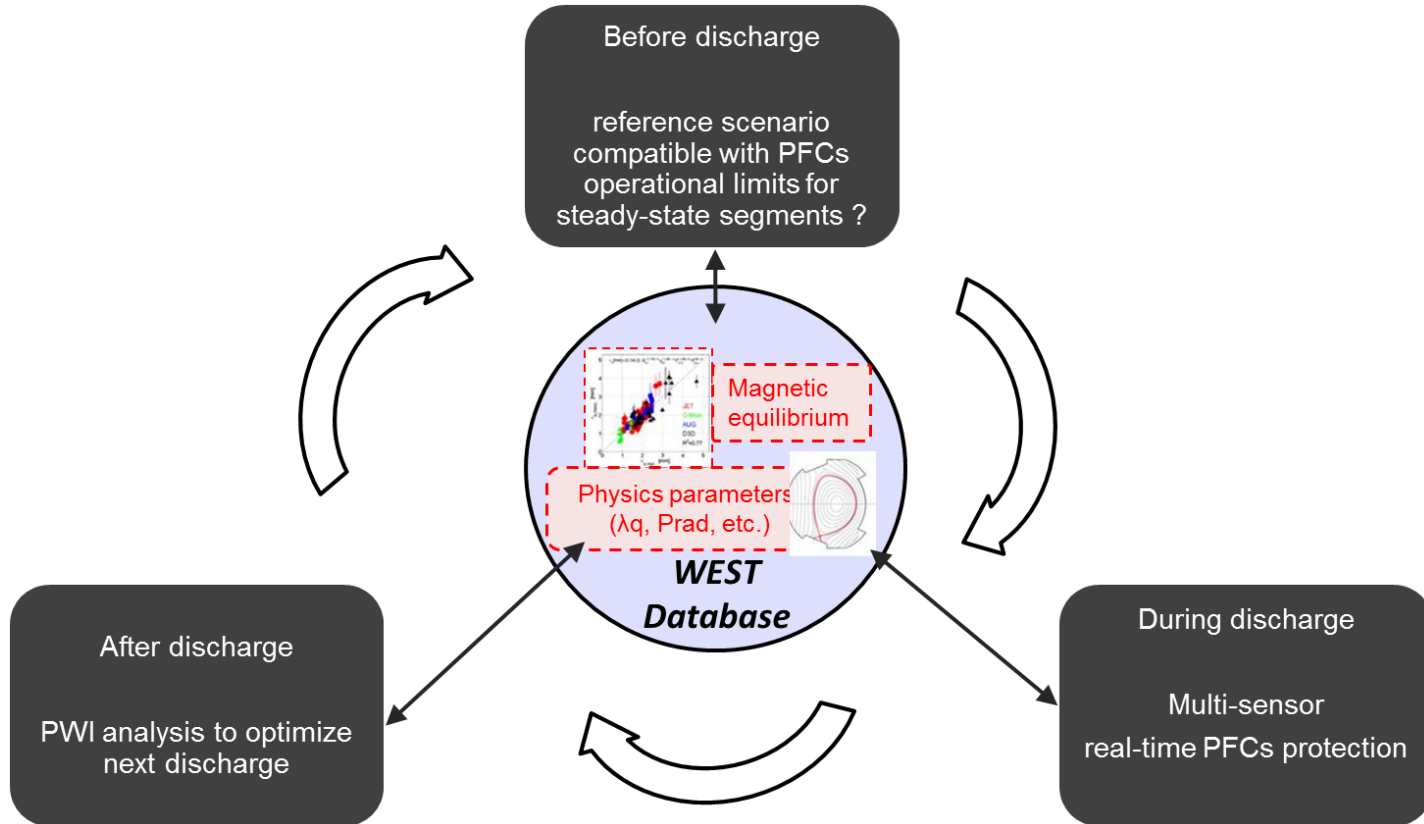 Before discharge
reference scenario
compatible with PFCs
operational limits for
steady-state segments ?
JET
AUG
D3D
Magnetic
equilibrium
Physics parameters
(λq, Prad, etc.)
WEST
Database
After discharge
PWI analysis to optimize
next discharge
During discharge
Multi-sensor
real-time PFCs protection